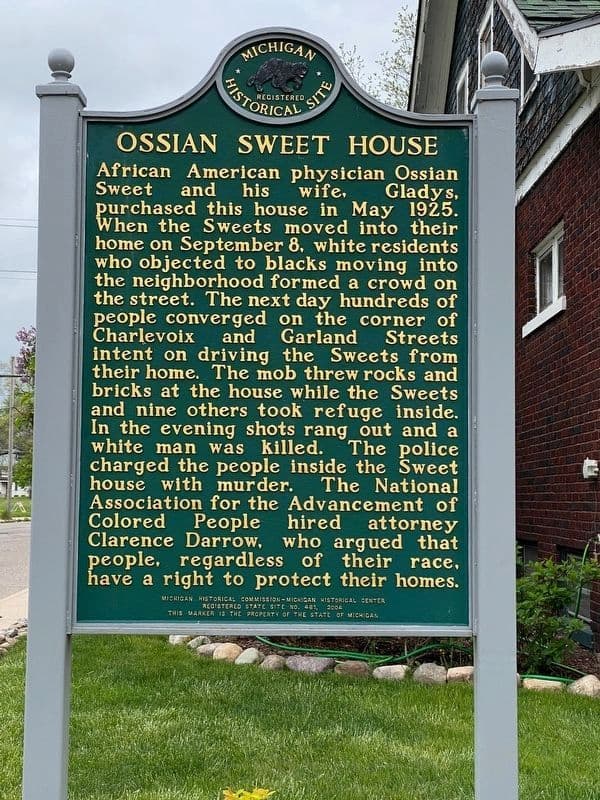 MICHIGAN
REGISTERED
HISTORICAL SITE
OSSIAN SWEET HOUSE
African American physician Ossian
Sweet and his wife, Gladys,
purchased this house in May 1925.
When the Sweets moved into their
home on September 8, white residents
who objected to blacks moving into
the neighborhood formed a crowd on
the street. The next day hundreds of
people converged on the corner of
Charlevoix and Garland Streets
intent on driving the Sweets from
their home. The mob threw rocks and
bricks at the house while the Sweets
and nine others took refuge inside.
In the evening shots rang out and a
white man was killed. The police
charged the people inside the Sweet
house with murder. The National
Association for the Advancement of
Colored People hired attorney
Clarence Darrow, who argued that
people, regardless of their race,
have a right to protect their homes.
MICHIGAN HISTORICAL COMMISSION-MICHIGAN HISTORICAL CENTER
REGISTERED STATE SITE NO. 461, 2004
THIS MARKER IS THE PROPERTY OF THE STATE OF MICHIGAN